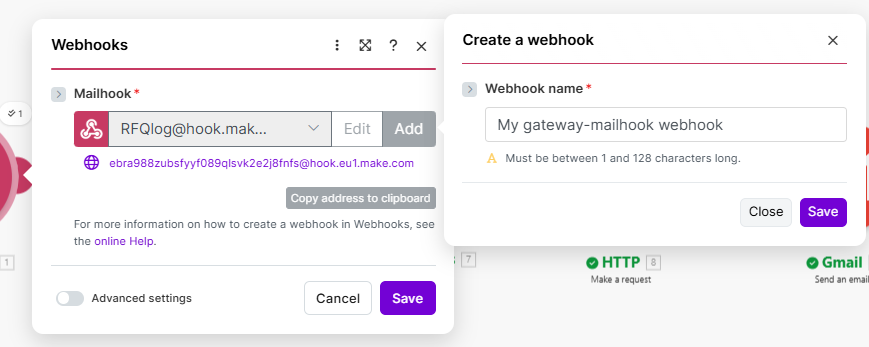 Webhooks
?
Mailhook *
RFQlog@hook.mak...
Edit
Add
ebra988zubsfyyf089qlsvk2e2j8fnfs@hook.eu1.make.com
Copy address to clipboard
For more information on how to create a webhook in Webhooks, see
the online Help.
Advanced settings
Cancel
Save
Create a webhook
Webhook name *
My gateway-mailhook webhook
A Must be between 1 and 128 characters long.
Close
Save
1
1
7
HTTP 8
Make a request
Gmail
Send an email